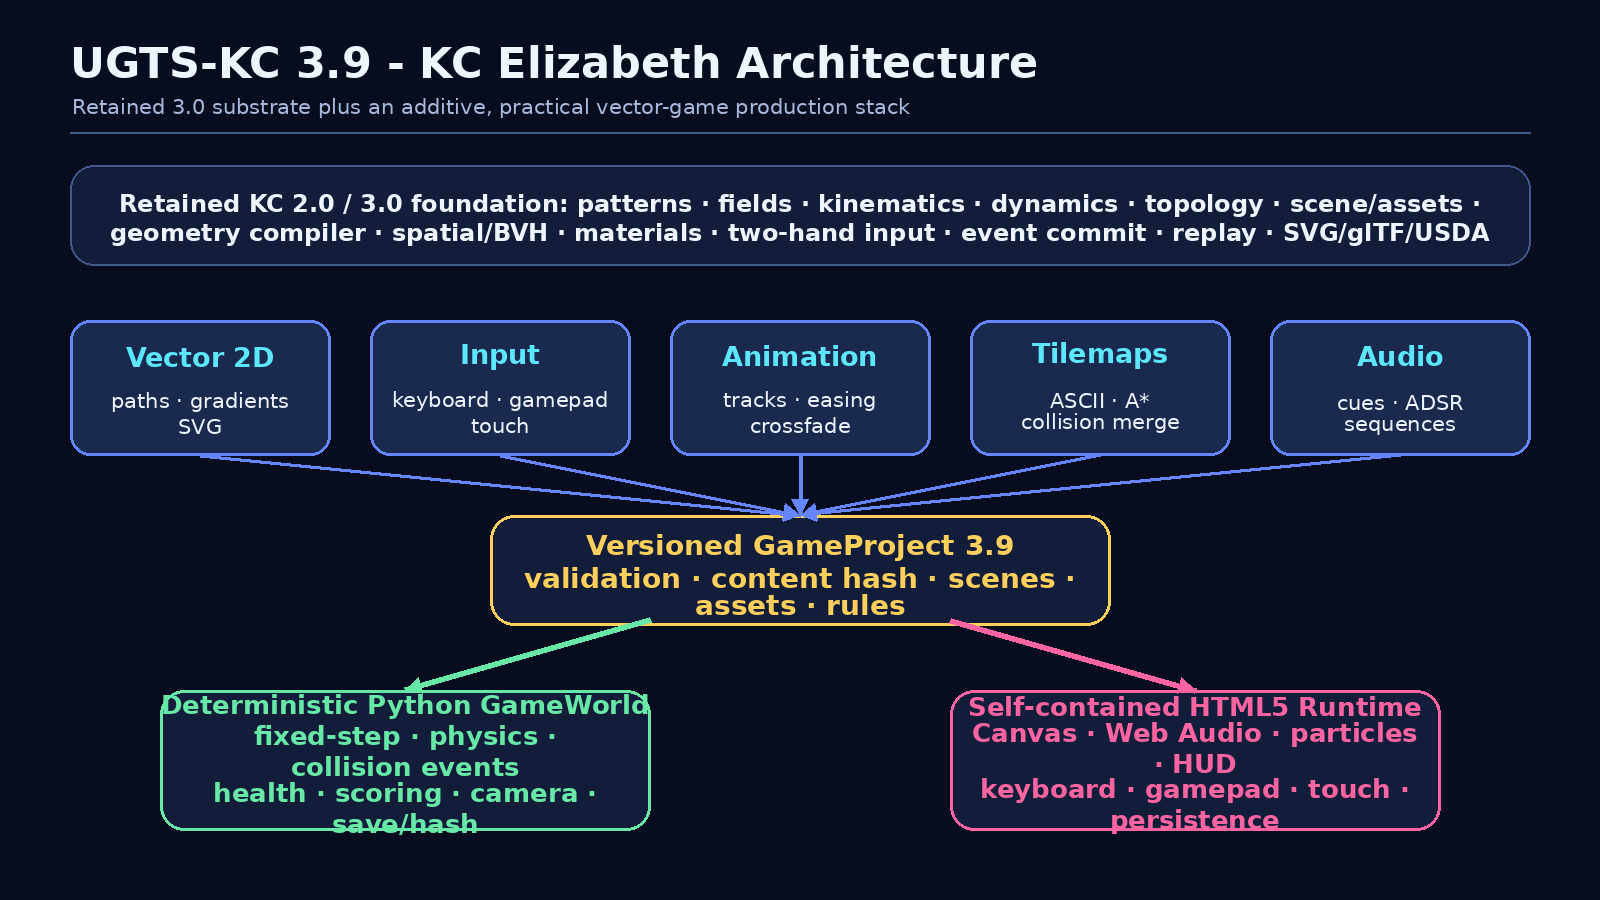 UGTS-KC 3.9 - KC Elizabeth Architecture
Retained 3.0 substrate plus an additive, practical vector-game production stack
Retained KC 2.0 / 3.0 foundation: patterns · fields · kinematics · dynamics · topology · scene/assets ·
geometry compiler · spatial/BVH · materials · two-hand input · event commit · replay · SVG/glTF/USDA
Vector 2D
paths · gradients
SVG
Input
keyboard · gamepad
touch
Animation
tracks · easing
crossfade
Tilemaps
ASCII · A*
collision merge
Audio
cues · ADSR
sequences
Versioned GameProject 3.9
validation · content hash · scenes ·
assets · rules
Deterministic Python GameWorld
fixed-step · physics ·
collision events
health · scoring · camera ·
save/hash
Self-contained HTML5 Runtime
Canvas · Web Audio · particles
· HUD
keyboard · gamepad · touch ·
persistence